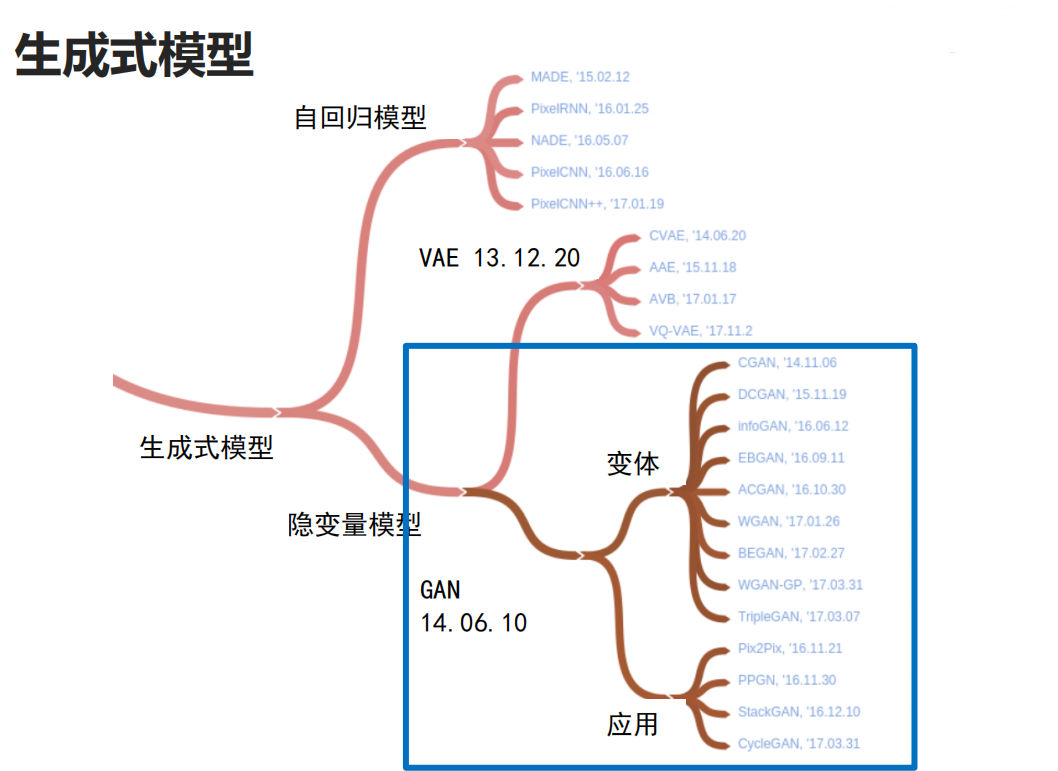 生成式模型
自回归模型
MADE, '15.02.12
PixelRNN, '16.01.25
NADE, '16.05.07
PixelCNN, '16.06.16
PixelCNN++, '17.01.19
VAE 13.12.20
CVAE, '14.06.20
AAE, '15.11.18
AVB, '17.01.17
VQ-VAE, '17.11.2
生成式模型
隐变量模型
GAN
14.06.10
变体
CGAN, '14.11.06
DCGAN, '15.11.19
infoGAN, '16.06.12
EBGAN, '16.09.11
ACGAN, '16.10.30
WGAN, '17.01.26
BEGAN, '17.02.27
WGAN-GP, '17.03.31
TripleGAN, '17.03.07
应用
Pix2Pix, '16.11.21
PPGN, '16.11.30
StackGAN, '16.12.10
CycleGAN, '17.03.31